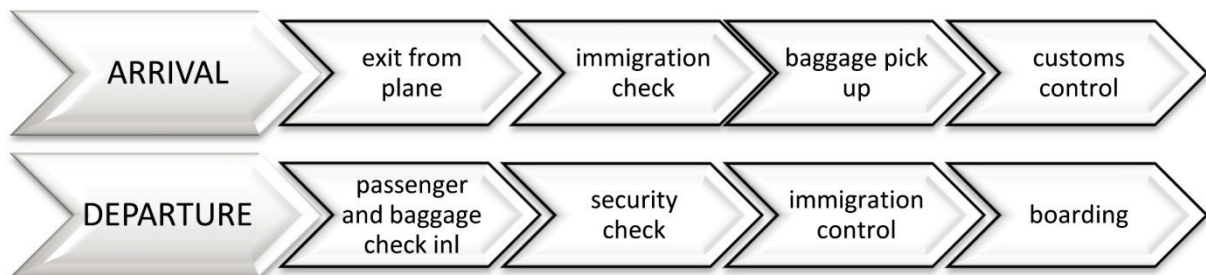 ARRIVAL
exit from
plane
immigration
check
baggage pick
up
customs
control
DEPARTURE
passenger
and baggage
check inl
security
check
immigration
control
boarding